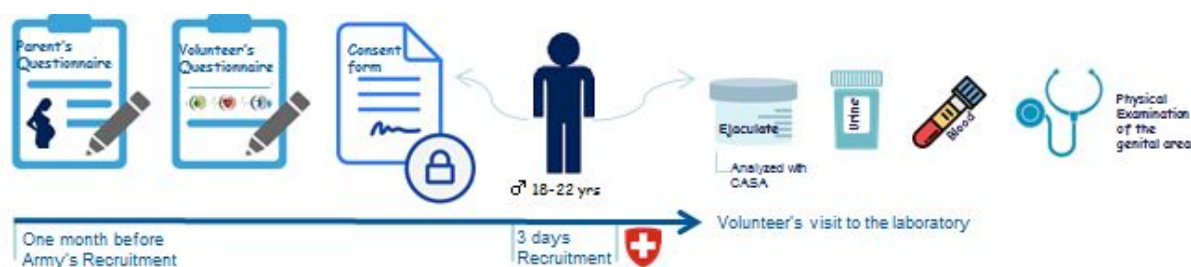 Parent's
Questionnaire
Volunteer's
Questionnaire
Consent
form
♂ 18-22 yrs
Ejaculate
Analyzed with
CASA
Urine
Blood
Physical
Examination
of the
genital area
One month before
Army's Recruitment
3 days
Recruitment
Volunteer's visit to the laboratory